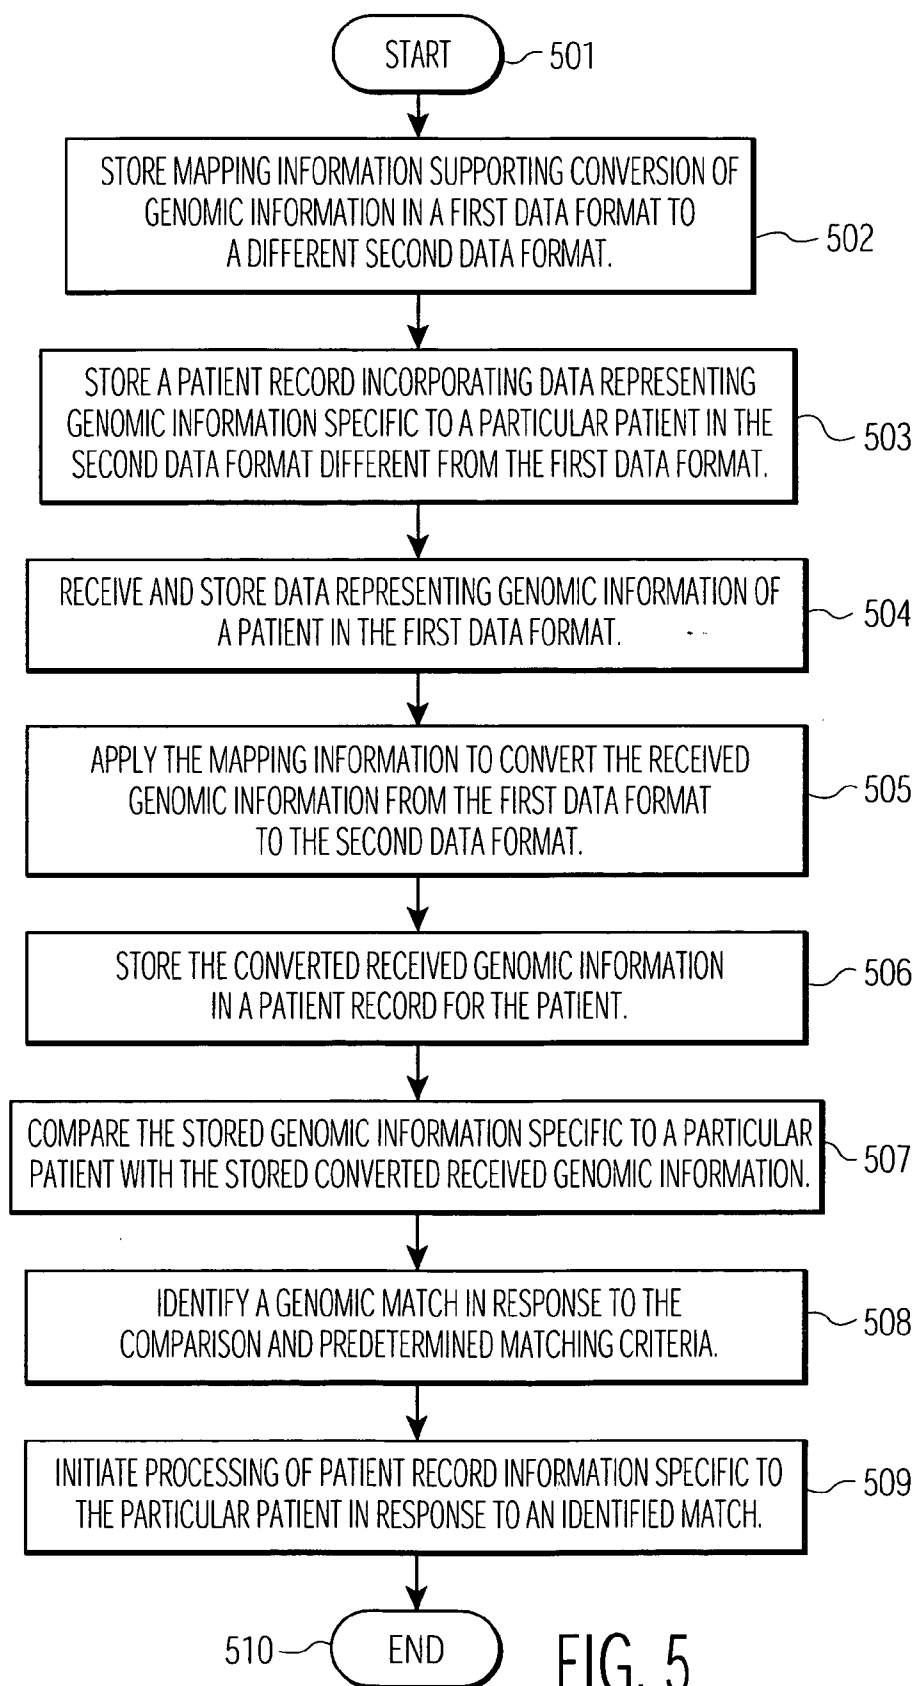 START
501
STORE MAPPING INFORMATION SUPPORTING CONVERSION OF
GENOMIC INFORMATION IN A FIRST DATA FORMAT TO
A DIFFERENT SECOND DATA FORMAT.
502
STORE A PATIENT RECORD INCORPORATING DATA REPRESENTING
GENOMIC INFORMATION SPECIFIC TO A PARTICULAR PATIENT IN THE
SECOND DATA FORMAT DIFFERENT FROM THE FIRST DATA FORMAT.
503
RECEIVE AND STORE DATA REPRESENTING GENOMIC INFORMATION OF
A PATIENT IN THE FIRST DATA FORMAT.
504
APPLY THE MAPPING INFORMATION TO CONVERT THE RECEIVED
GENOMIC INFORMATION FROM THE FIRST DATA FORMAT
TO THE SECOND DATA FORMAT.
505
STORE THE CONVERTED RECEIVED GENOMIC INFORMATION
IN A PATIENT RECORD FOR THE PATIENT.
506
COMPARE THE STORED GENOMIC INFORMATION SPECIFIC TO A PARTICULAR
PATIENT WITH THE STORED CONVERTED RECEIVED GENOMIC INFORMATION.
507
IDENTIFY A GENOMIC MATCH IN RESPONSE TO THE
COMPARISON AND PREDETERMINED MATCHING CRITERIA.
508
INITIATE PROCESSING OF PATIENT RECORD INFORMATION SPECIFIC TO
THE PARTICULAR PATIENT IN RESPONSE TO AN IDENTIFIED MATCH.
509
510
END
FIG. 5